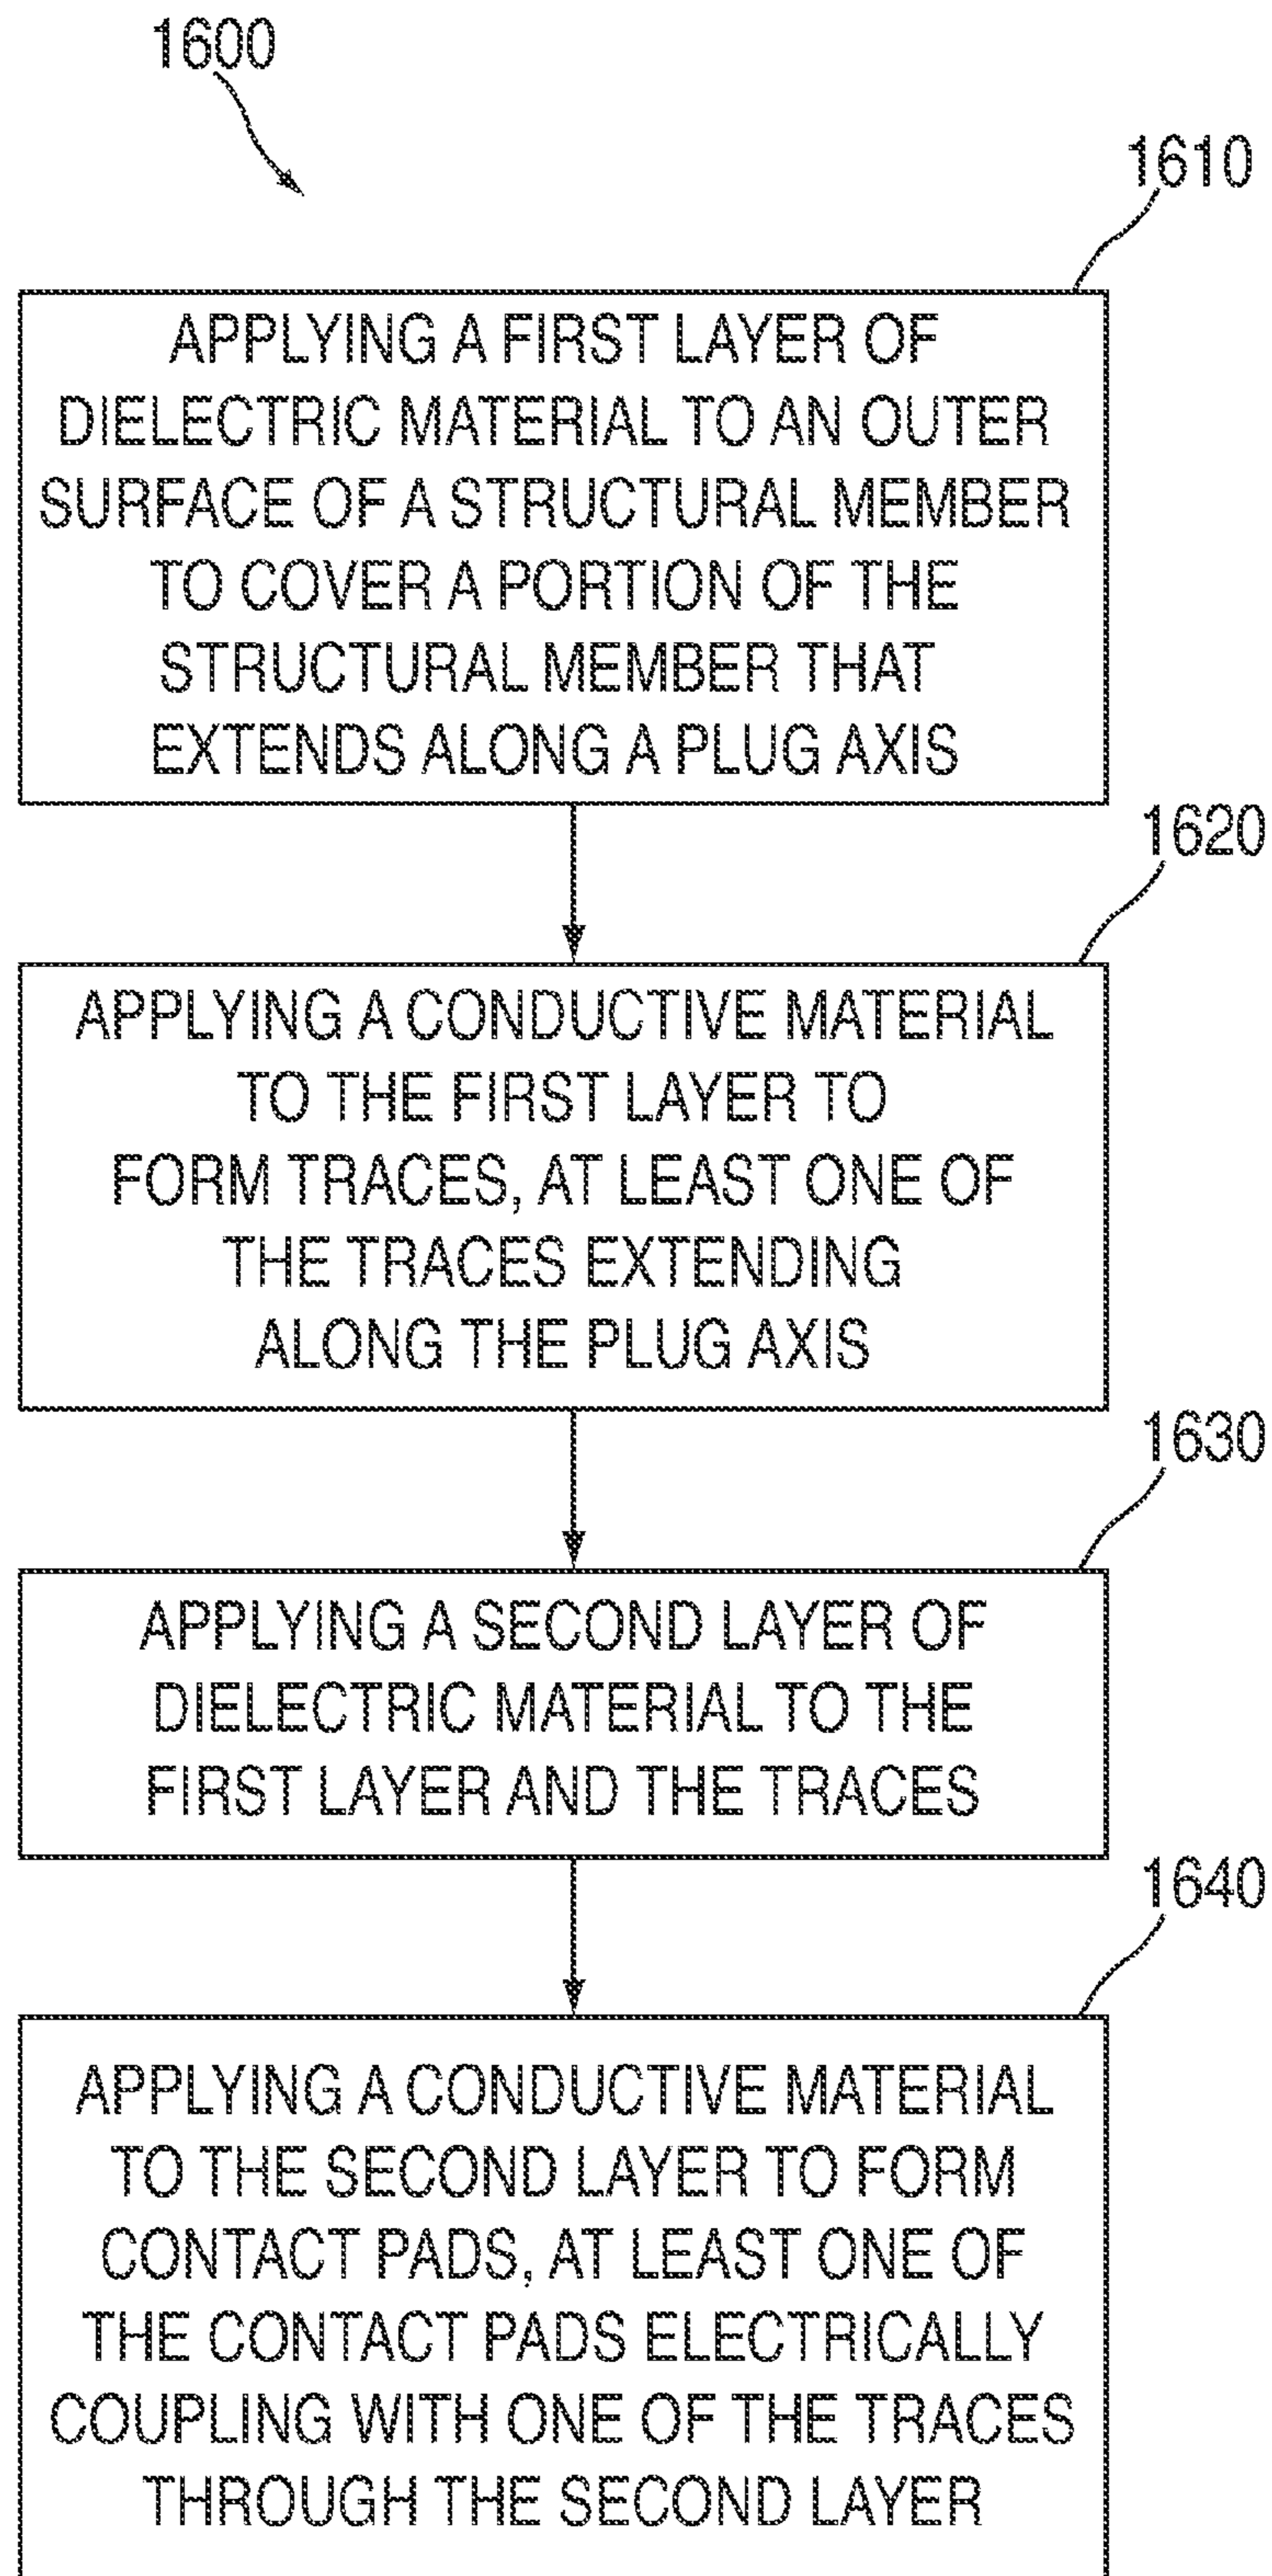 1600
1610
APPLYING A FIRST LAYER OF
DIELECTRIC MATERIAL TO AN OUTER
SURFACE OF A STRUCTURAL MEMBER
TO COVER A PORTION OF THE
STRUCTURAL MEMBER THAT
EXTENDS ALONG A PLUG AXIS
1620
APPLYING A CONDUCTIVE MATERIAL
TO THE FIRST LAYER TO
FORM TRACES, AT LEAST ONE OF
THE TRACES EXTENDING
ALONG THE PLUG AXIS
1630
APPLYING A SECOND LAYER OF
DIELECTRIC MATERIAL TO THE
FIRST LAYER AND THE TRACES
1640
APPLYING A CONDUCTIVE MATERIAL
TO THE SECOND LAYER TO FORM
CONTACT PADS, AT LEAST ONE OF
THE CONTACT PADS ELECTRICALLY
COUPLING WITH ONE OF THE TRACES
THROUGH THE SECOND LAYER